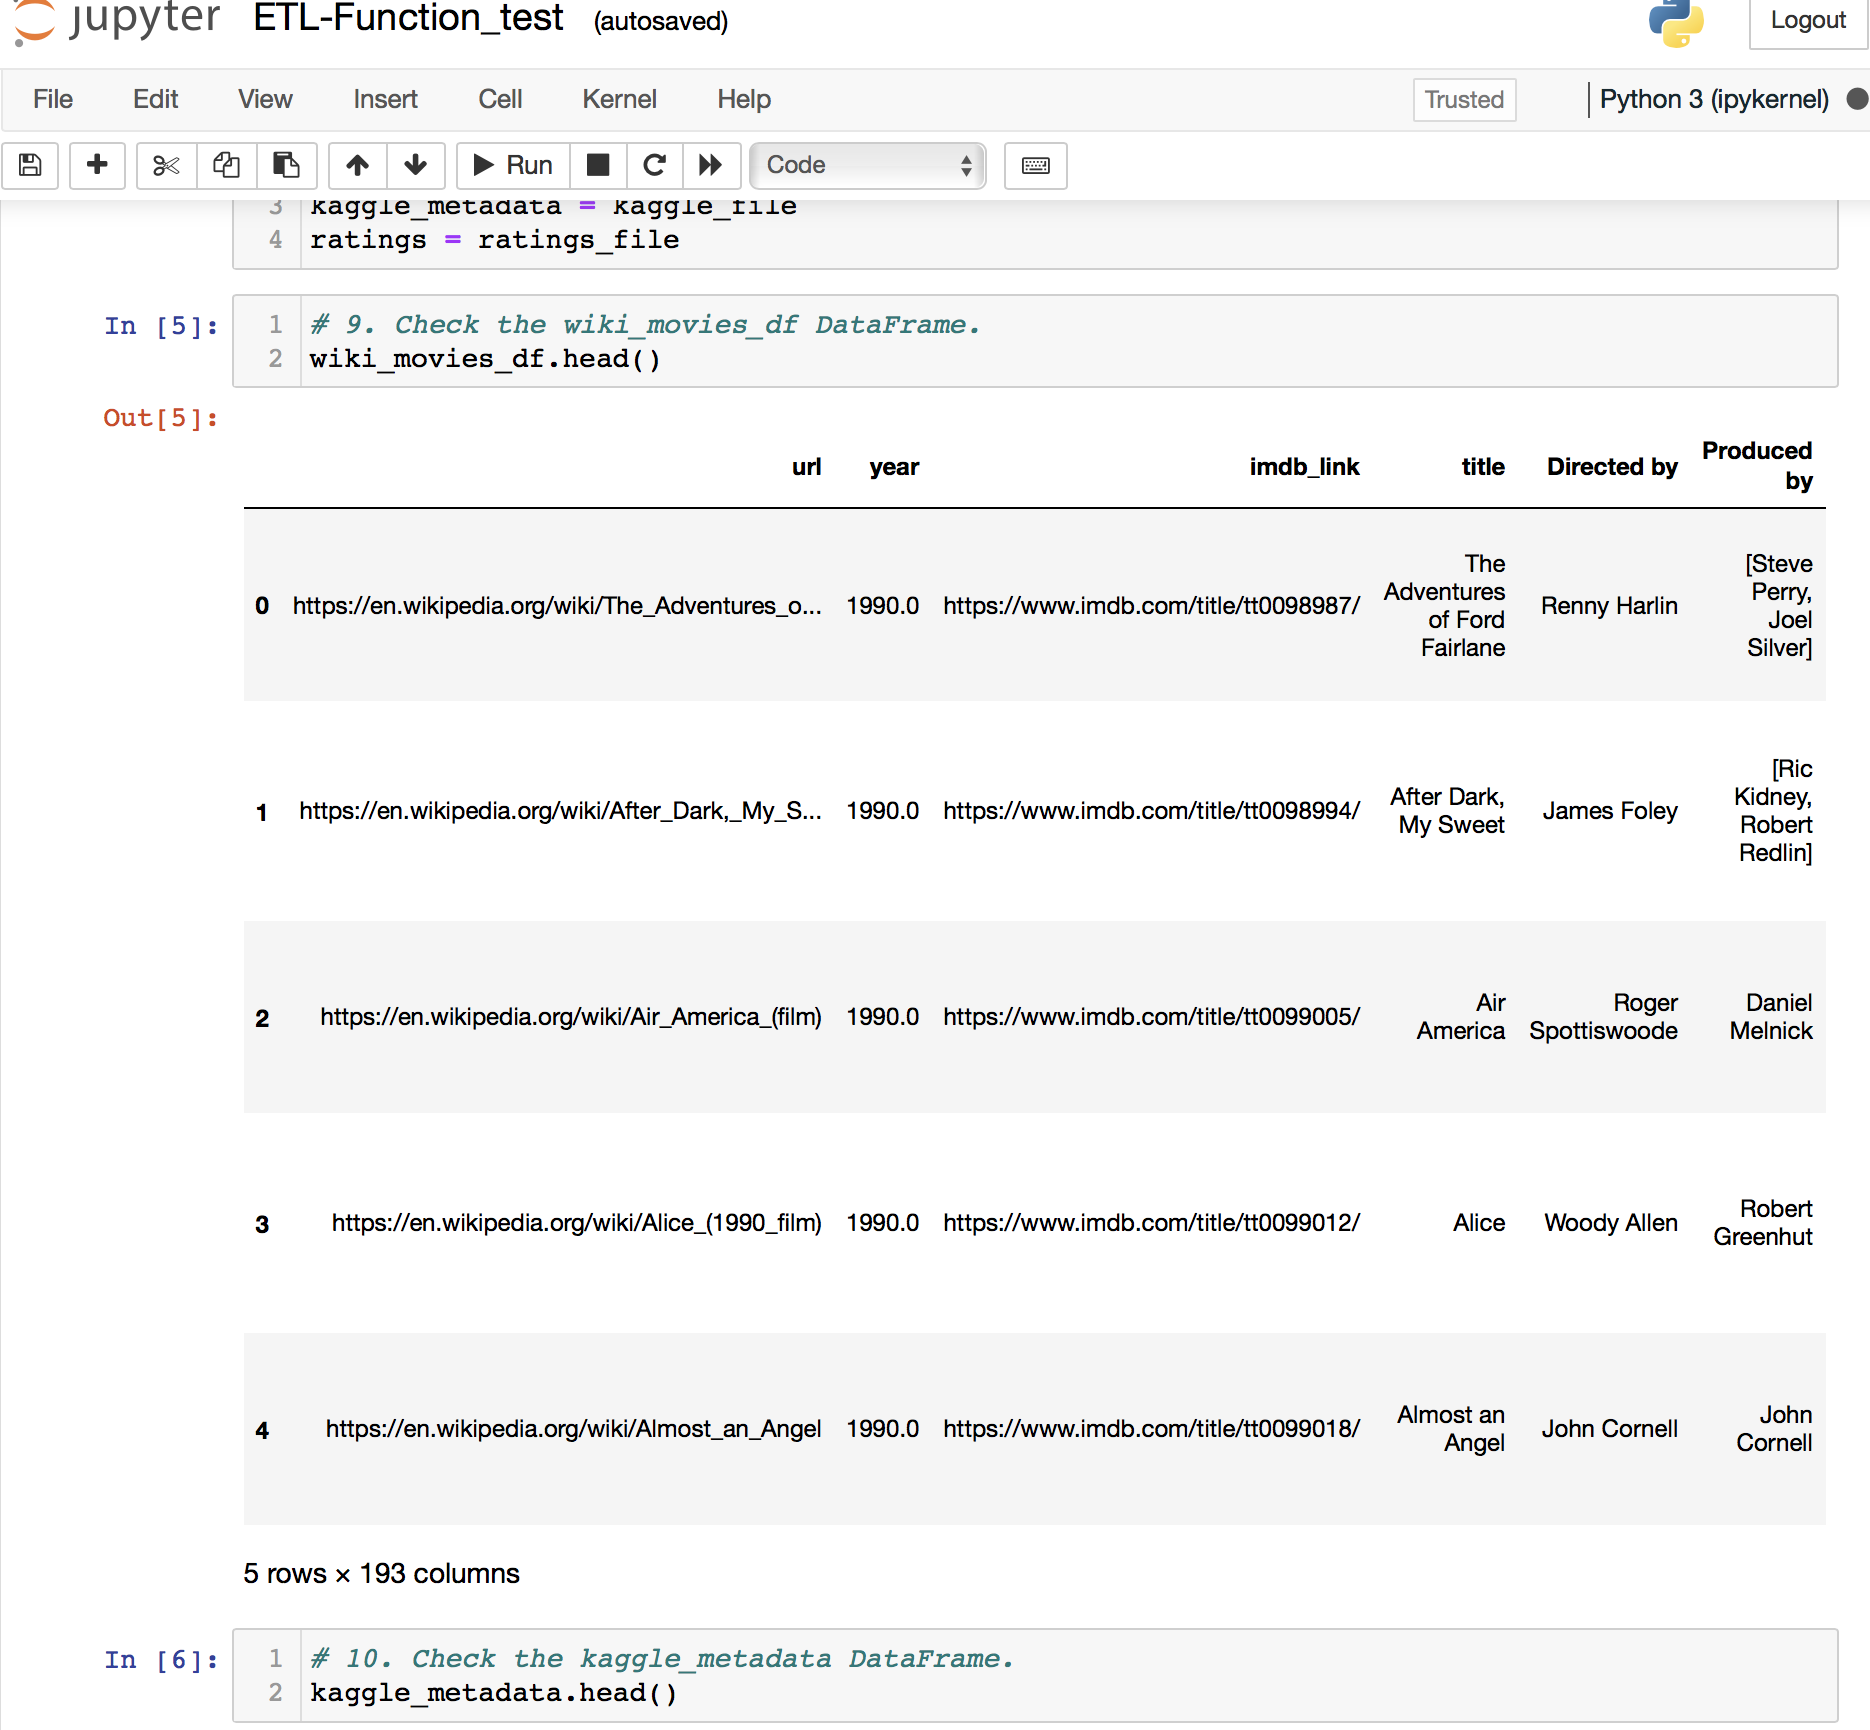 jupyter ETL-Function_test (autosaved) Logout
File Edit View Insert Cell Kernel Help Trusted Python 3 (ipykernel)
Run Code
3 kaggle_metadata = kaggle_file
4 ratings = ratings_file
In [5]: 1 # 9. Check the wiki_movies_df DataFrame.
2 wiki_movies_df.head()
Out[5]:
url year imdb_link title Directed by Produced by
0 https://en.wikipedia.org/wiki/The_Adventures_o... 1990.0 https://www.imdb.com/title/tt0098987/ The Adventures of Ford Fairlane Renny Harlin [Steve Perry, Joel Silver]
1 https://en.wikipedia.org/wiki/After_Dark,_My_S... 1990.0 https://www.imdb.com/title/tt0098994/ After Dark, My Sweet James Foley [Ric Kidney, Robert Redlin]
2 https://en.wikipedia.org/wiki/Air_America_(film) 1990.0 https://www.imdb.com/title/tt0099005/ Air America Roger Spottiswoode Daniel Melnick
3 https://en.wikipedia.org/wiki/Alice_(1990_film) 1990.0 https://www.imdb.com/title/tt0099012/ Alice Woody Allen Robert Greenhut
4 https://en.wikipedia.org/wiki/Almost_an_Angel 1990.0 https://www.imdb.com/title/tt0099018/ Almost an Angel John Cornell John Cornell
5 rows × 193 columns
In [6]: 1 # 10. Check the kaggle_metadata DataFrame.
2 kaggle_metadata.head()